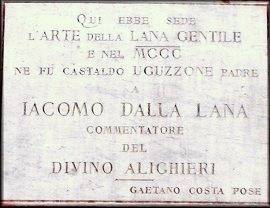 QUI EBBE SEDE
L'ARTE DELLA LANA GENTILE
E NEL MCCC
NE FU CASTALDO UGUZZONE PADRE
A
IACOMO DALLA LANA
COMMENTATORE
DEL
DIVINO ALIGHIERI
GAETANO COSTA POSE